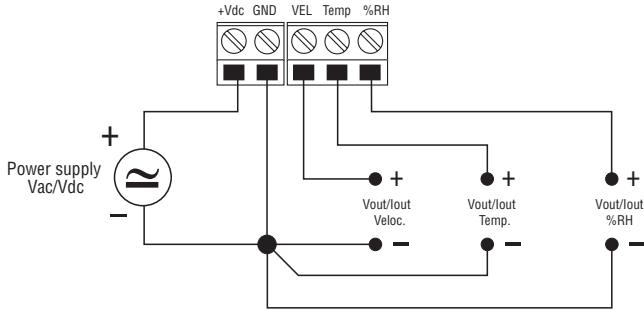 +Vdc GND VEL Temp %RH
+
Power supply
Vac/Vdc
−
+
Vout/Iout
Veloc.
−
+
Vout/Iout
Temp.
−
+
Vout/Iout
%RH
−